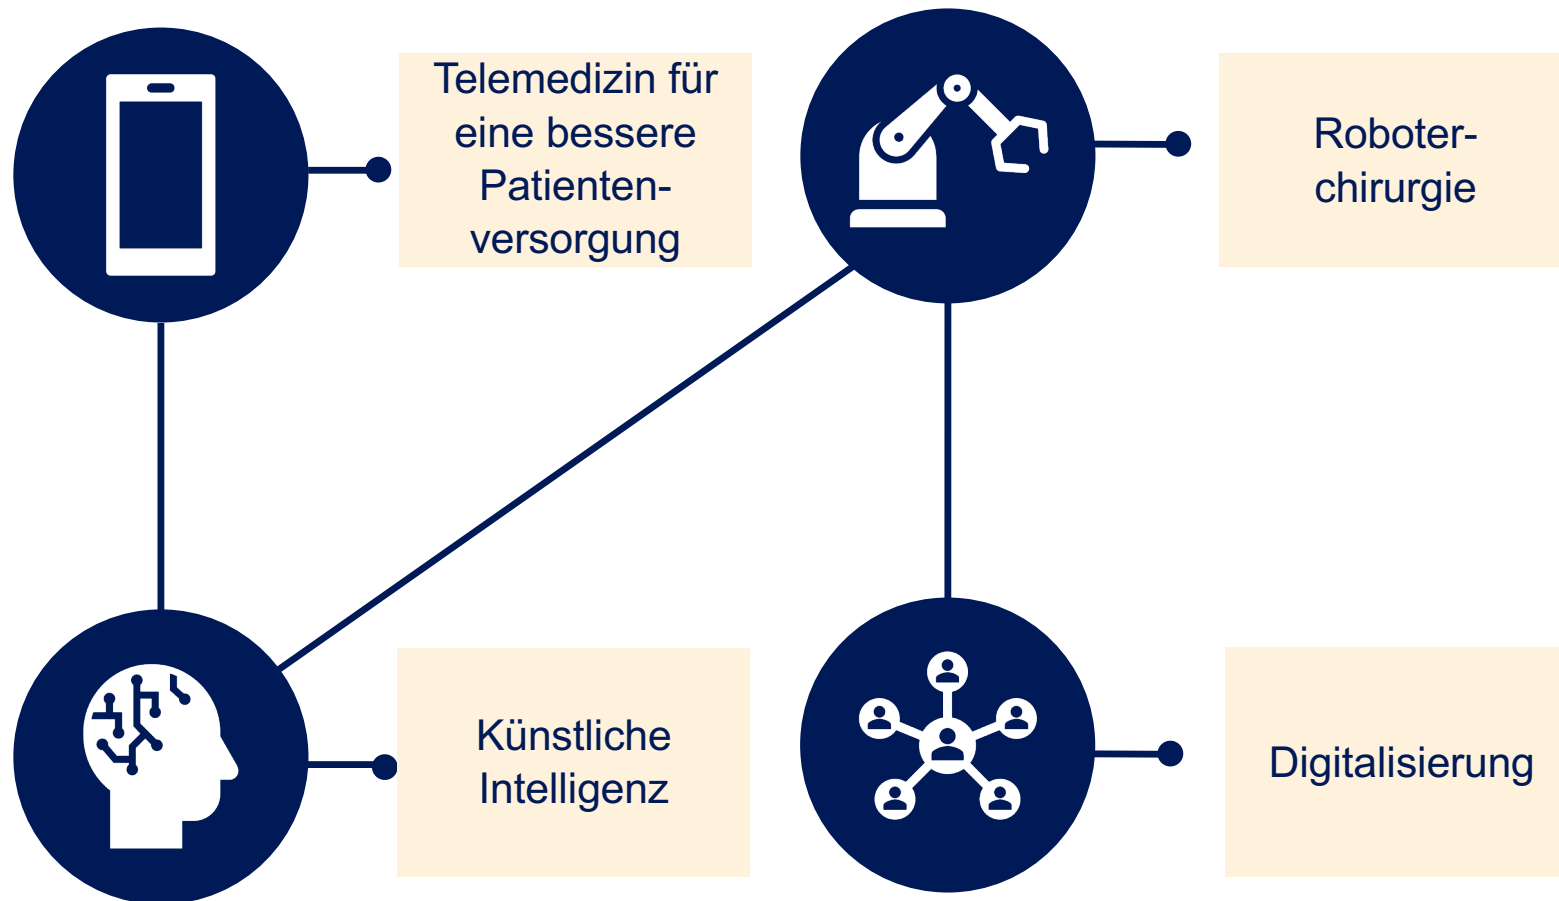 Telemedizin für
eine bessere
Patienten-
versorgung
Roboter-
chirurgie
Künstliche
Intelligenz
Digitalisierung